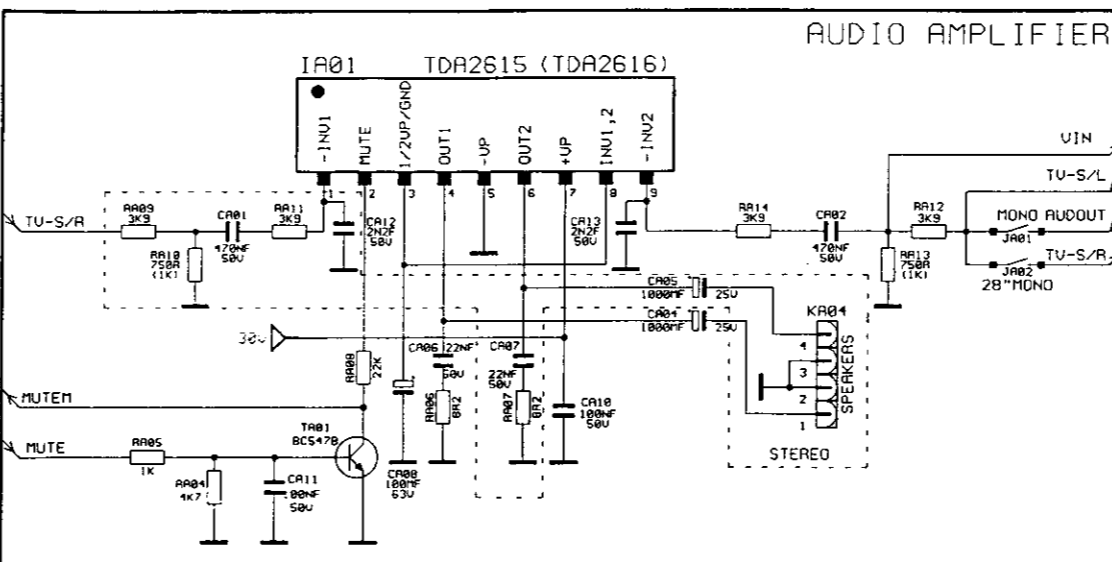 AUDIO AMPLIFIER
IA01 TDA2615 (TDA2616)
-INV1
MUTE
1/2VP/GND
OUT1
-VP
OUT2
+VP
INV1,2
-INV2
1 2 3 4 5 6 7 8 9
VIN
TV-S/L
MONO AUDOUT
JA01
TV-S/R
JA02
28"MONO
TV-S/R
RA09
3K9
CA01
470NF
50V
RA11
3K9
RA10
750R
(1K)
CA12
2N2F
50V
CA13
2N2F
50V
RA14
3K9
CA02
470NF
50V
RA12
3K9
RA13
750R
(1K)
CA05
1000MF
25V
CA04
1000MF
25V
KA04
4
3
2
1
SPEAKERS
STEREO
30V
RA08
22K
CA06
22NF
50V
RA06
8R2
CA07
22NF
50V
RA07
8R2
CA10
100NF
50V
CA08
100MF
63V
MUTEM
MUTE
RA05
1K
TA01
BC547B
RA04
4K7
CA11
100NF
50V